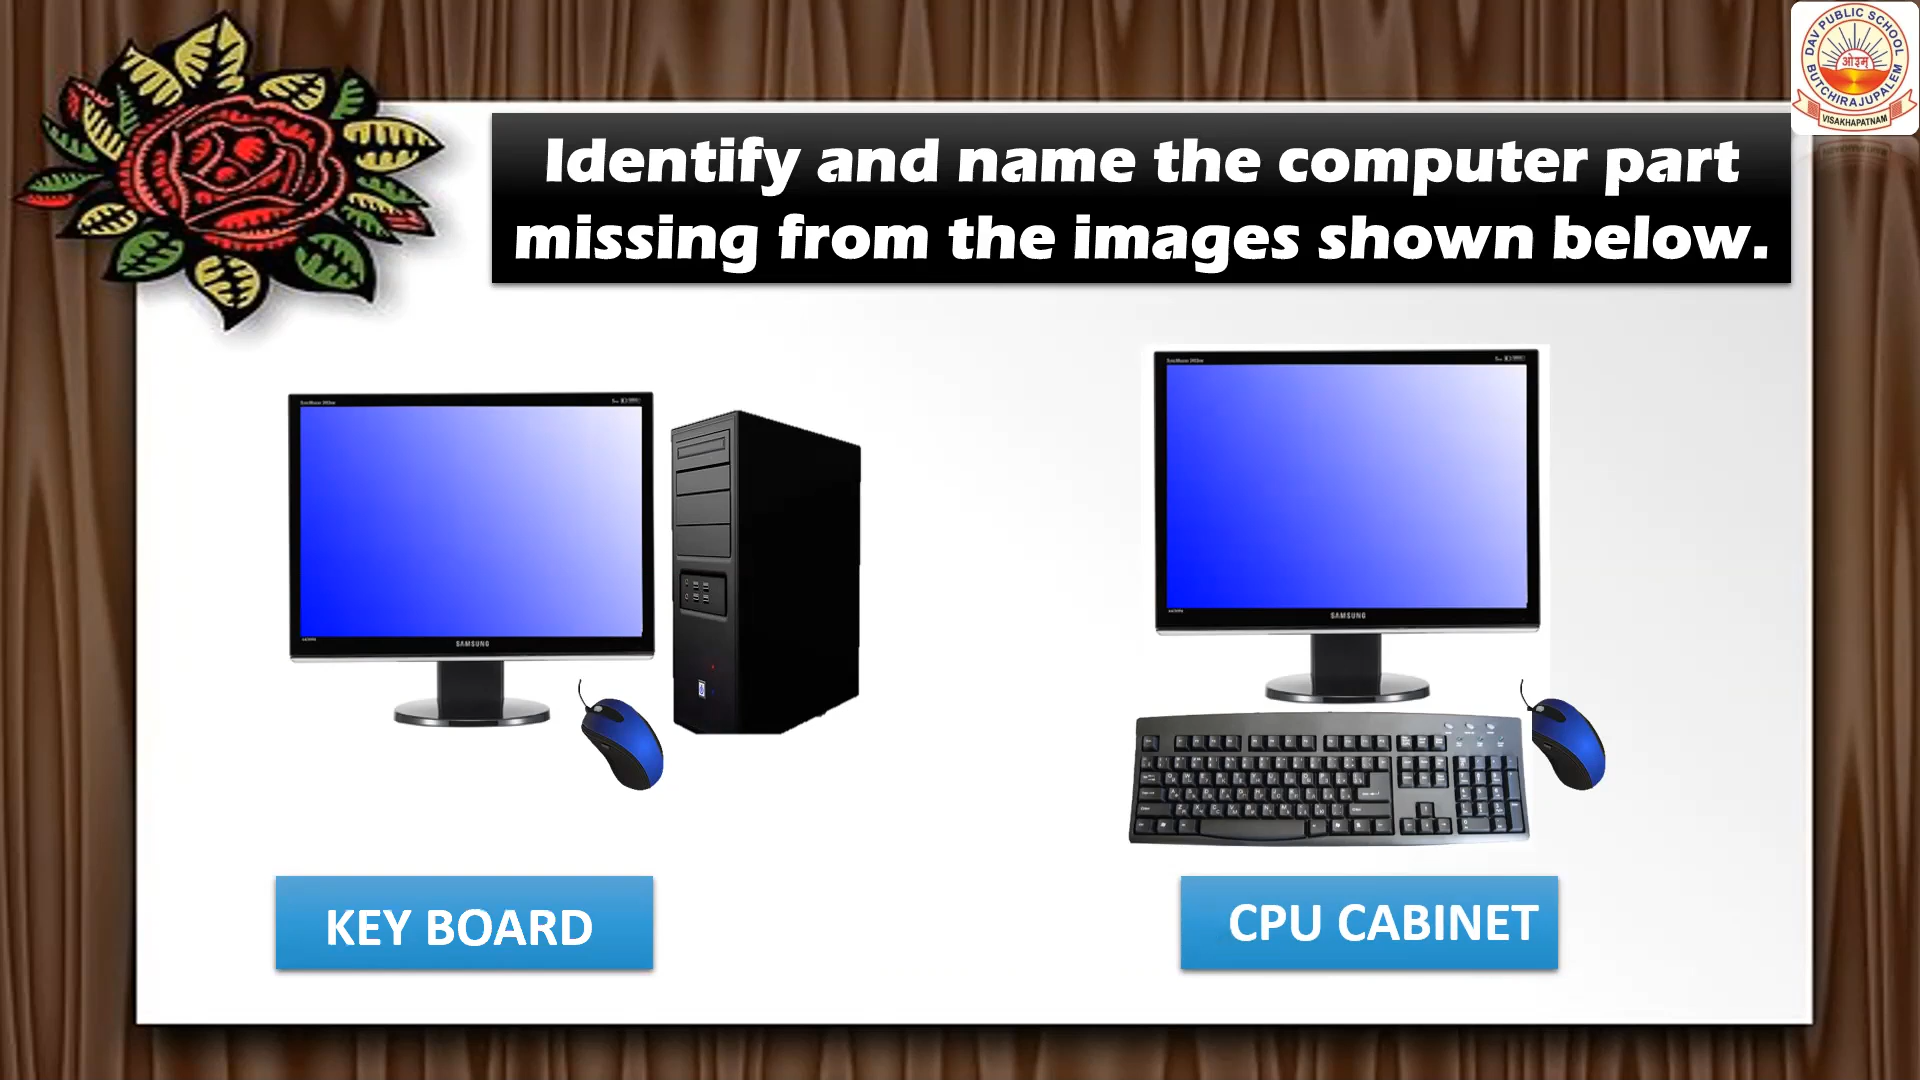 DAV PUBLIC SCHOOL
ओ३म्
BUTCHIRAJUPALEM
VISAKHAPATNAM
Identify and name the computer part
missing from the images shown below.
SAMSUNG
SAMSUNG
KEY BOARD
CPU CABINET